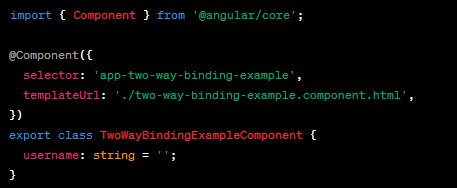 import { Component } from '@angular/core';
@Component({
selector: 'app-two-way-binding-example',
templateUrl: './two-way-binding-example.component.html',
})
export class TwoWayBindingExampleComponent {
username: string = '';
}